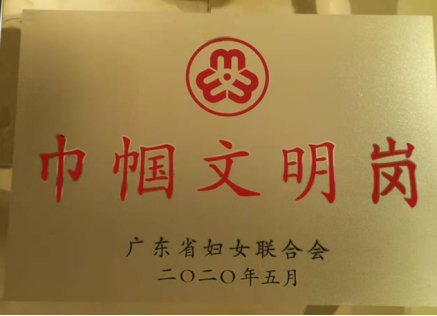 巾帼文明岗
广东省妇女联合会
二〇二〇年五月